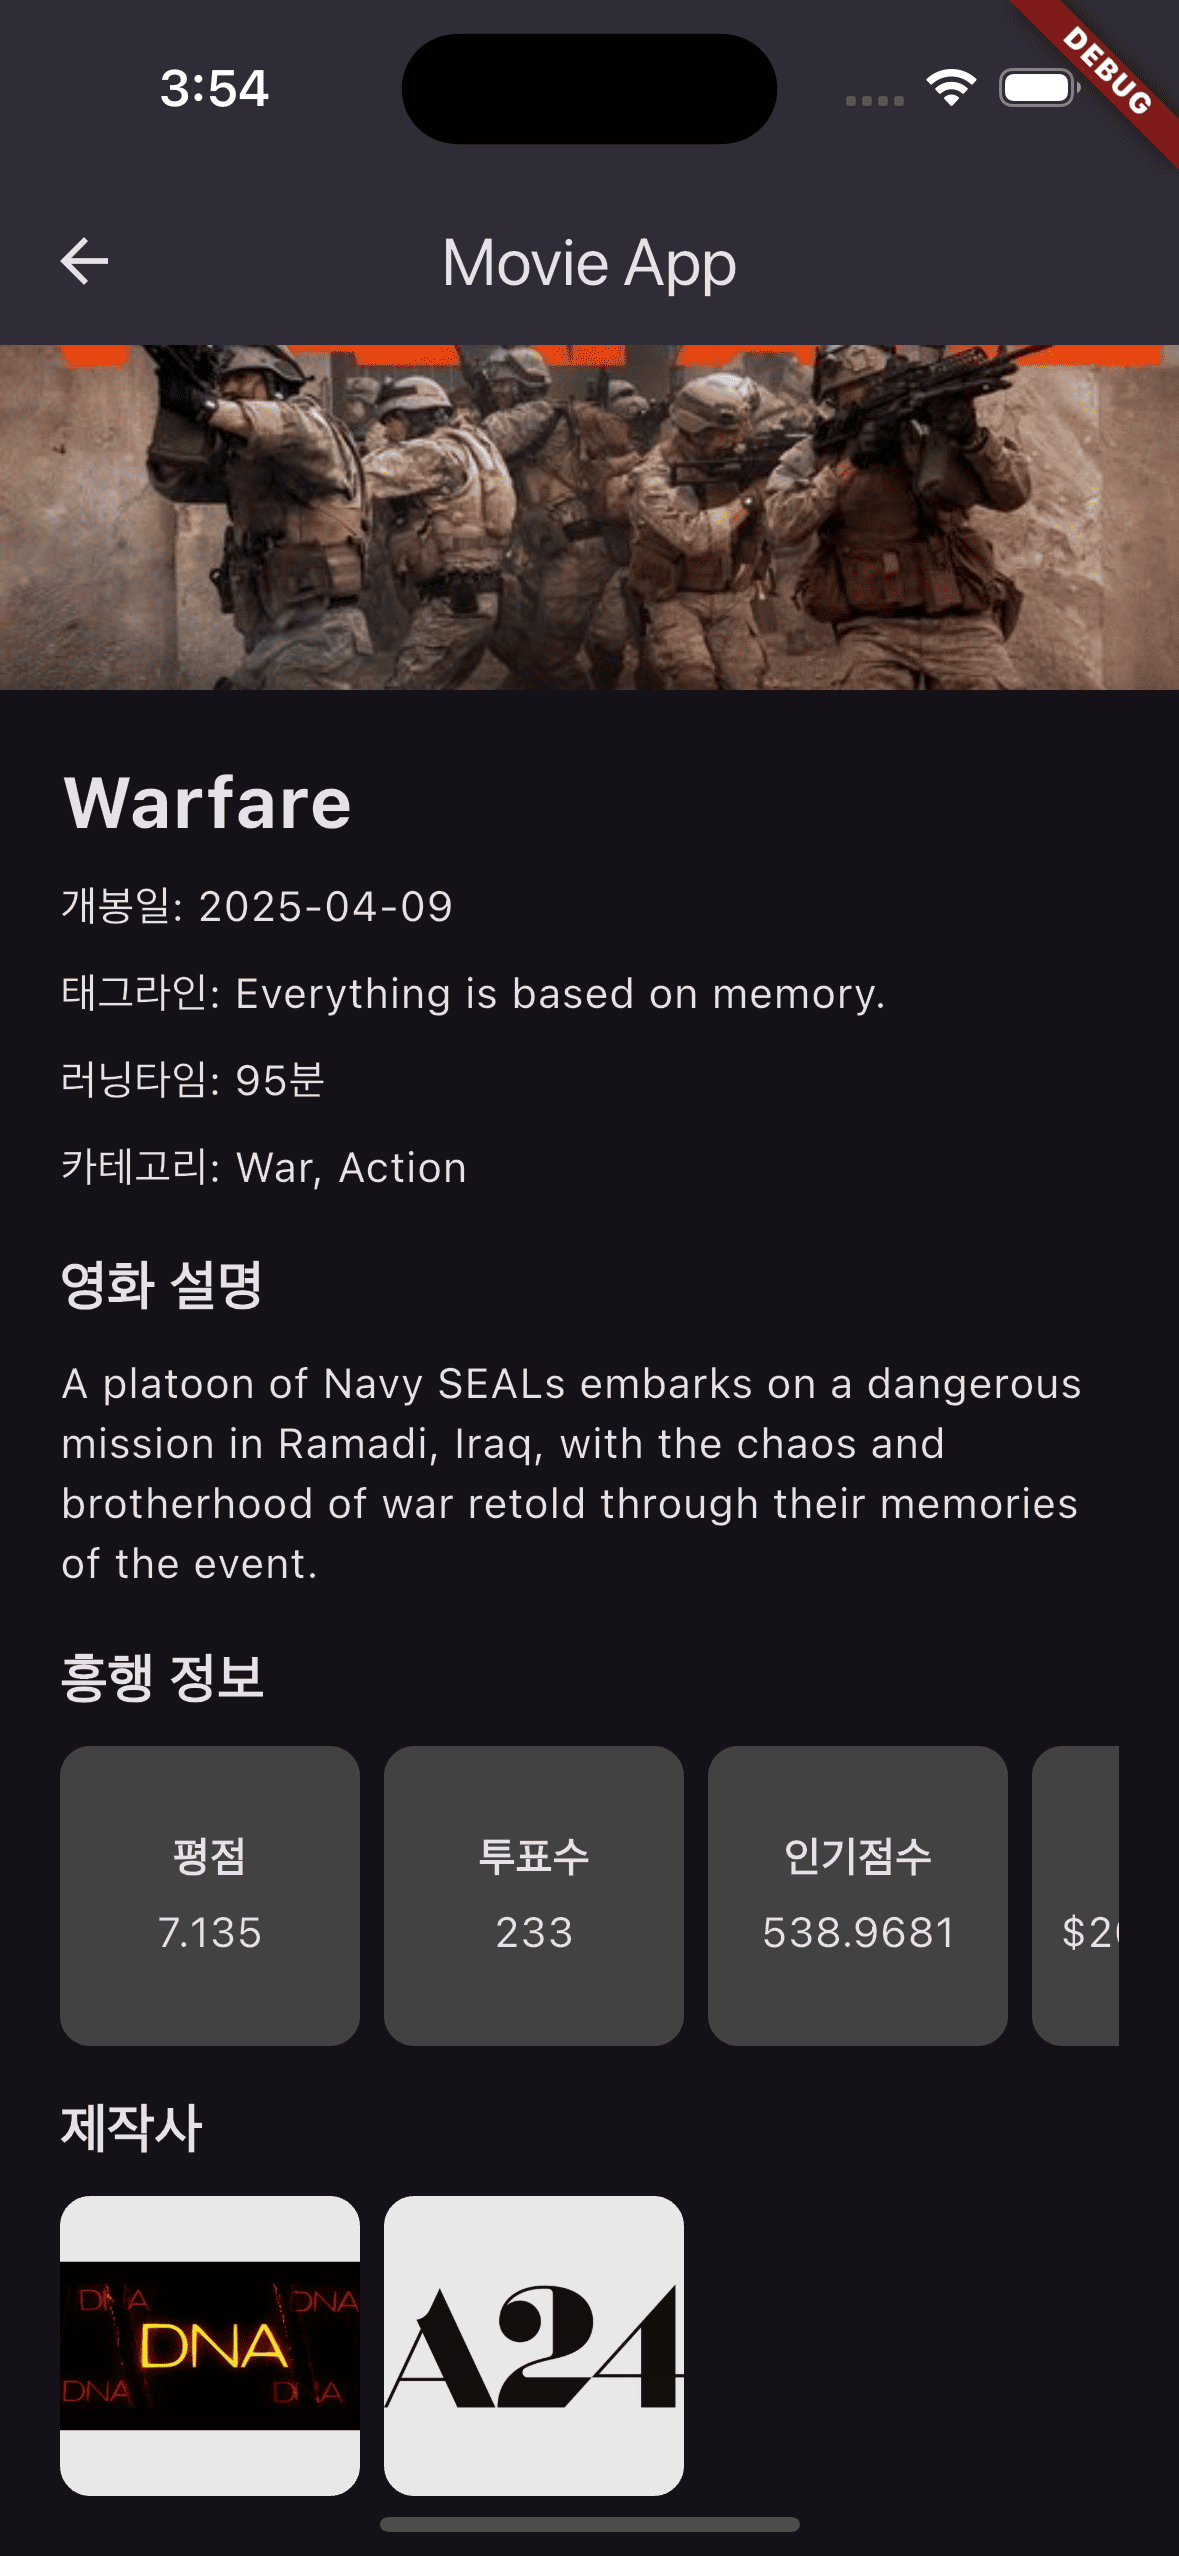 3:54
DEBUG
Movie App
Warfare
개봉일: 2025-04-09
태그라인: Everything is based on memory.
러닝타임: 95분
카테고리: War, Action
영화 설명
A platoon of Navy SEALs embarks on a dangerous
mission in Ramadi, Iraq, with the chaos and
brotherhood of war retold through their memories
of the event.
흥행 정보
평점
7.135
투표수
233
인기점수
538.9681
제작사
DNA
DNA
DNA
DNA
DNA
A24